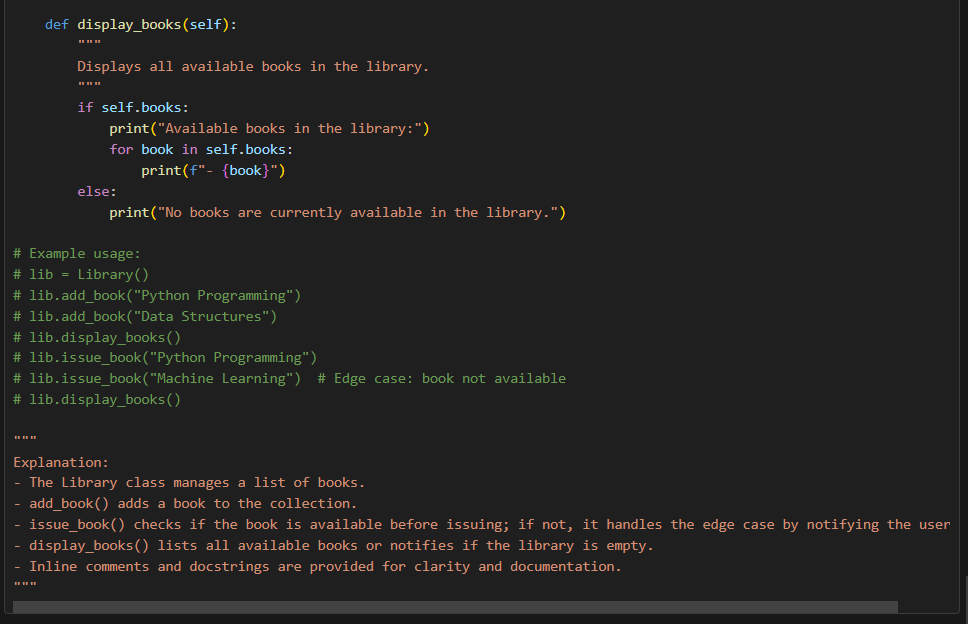 def display_books(self):
"""
Displays all available books in the library.
"""
if self.books:
print("Available books in the library:")
for book in self.books:
print(f"- {book}")
else:
print("No books are currently available in the library.")
# Example usage:
# lib = Library()
# lib.add_book("Python Programming")
# lib.add_book("Data Structures")
# lib.display_books()
# lib.issue_book("Python Programming")
# lib.issue_book("Machine Learning")  # Edge case: book not available
# lib.display_books()
"""
Explanation:
- The Library class manages a list of books.
- add_book() adds a book to the collection.
- issue_book() checks if the book is available before issuing; if not, it handles the edge case by notifying the user
- display_books() lists all available books or notifies if the library is empty.
- Inline comments and docstrings are provided for clarity and documentation.
"""